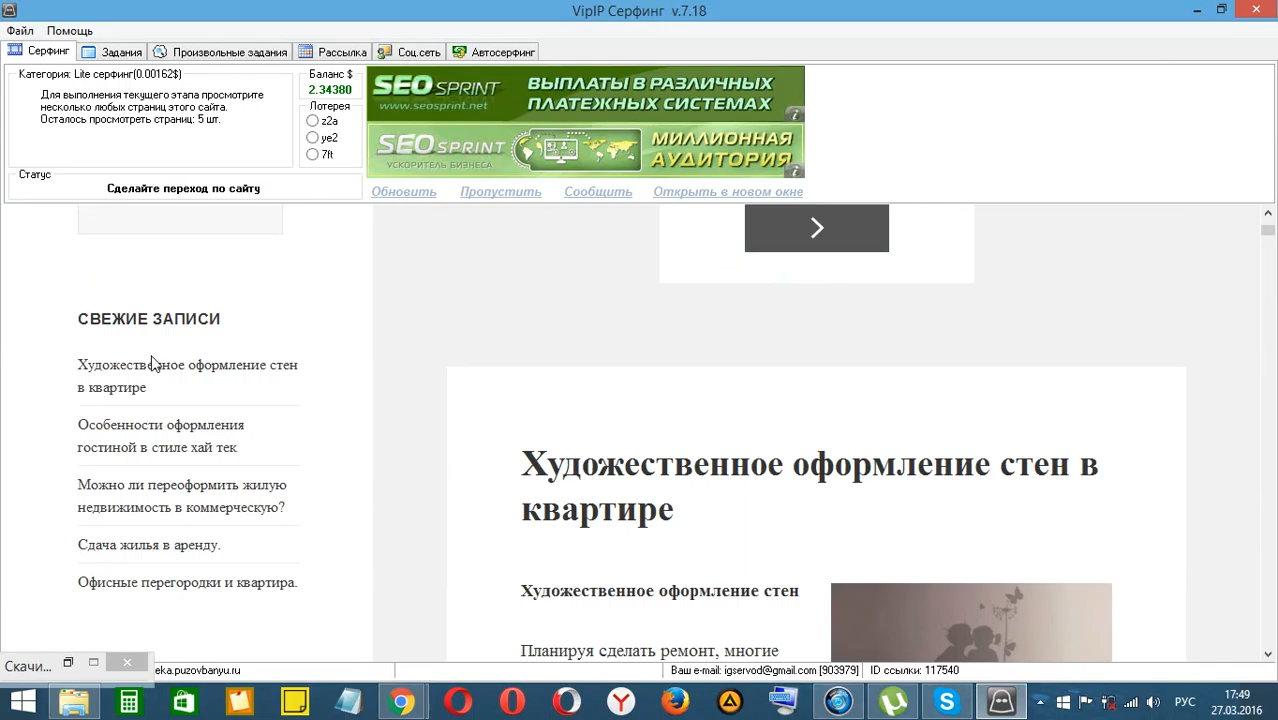 VipIP Серфинг v.7.18
Файл Помощь
Серфинг Задания Произвольные задания Рассылка Соц.сеть Автосерфинг
Категория: Lite серфинг(0.00162$)
Для выполнения текущего этапа просмотрите
несколько любых страниц этого сайта.
Осталось просмотреть страниц: 5 шт.
Баланс $
2.34380
Лотерея
z2a
ye2
7ft
Статус
Сделайте переход по сайту
SEO SPRINT
www.seosprint.net
ВЫПЛАТЫ В РАЗЛИЧНЫХ
ПЛАТЕЖНЫХ СИСТЕМАХ
SEO SPRINT
УСКОРИТЕЛЬ БИЗНЕСА
МИЛЛИОННАЯ
АУДИТОРИЯ
Обновить Пропустить Сообщить Открыть в новом окне
СВЕЖИЕ ЗАПИСИ
Художественное оформление стен
в квартире
Особенности оформления
гостиной в стиле хай тек
Можно ли переоформить жилую
недвижимость в коммерческую?
Сдача жилья в аренду.
Офисные перегородки и квартира.
Художественное оформление стен в
квартире
Художественное оформление стен
Планируя сделать ремонт, многие
Скачи...
eka.puzovbanyu.ru
Ваш e-mail: igservod@gmail.com [903979]
ID ссылки: 117540
РУС
17:49
27.03.2016